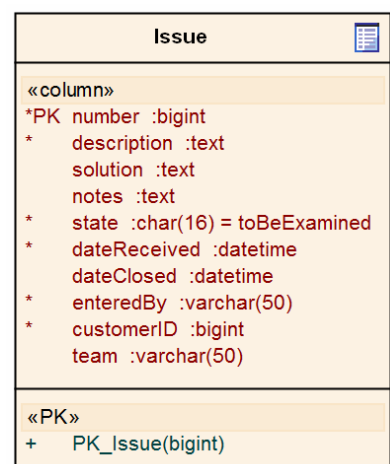 Issue
«column»
*PK number :bigint
* description :text
solution :text
notes :text
* state :char(16) = toBeExamined
* dateReceived :datetime
dateClosed :datetime
* enteredBy :varchar(50)
* customerID :bigint
team :varchar(50)
«PK»
+ PK_Issue(bigint)